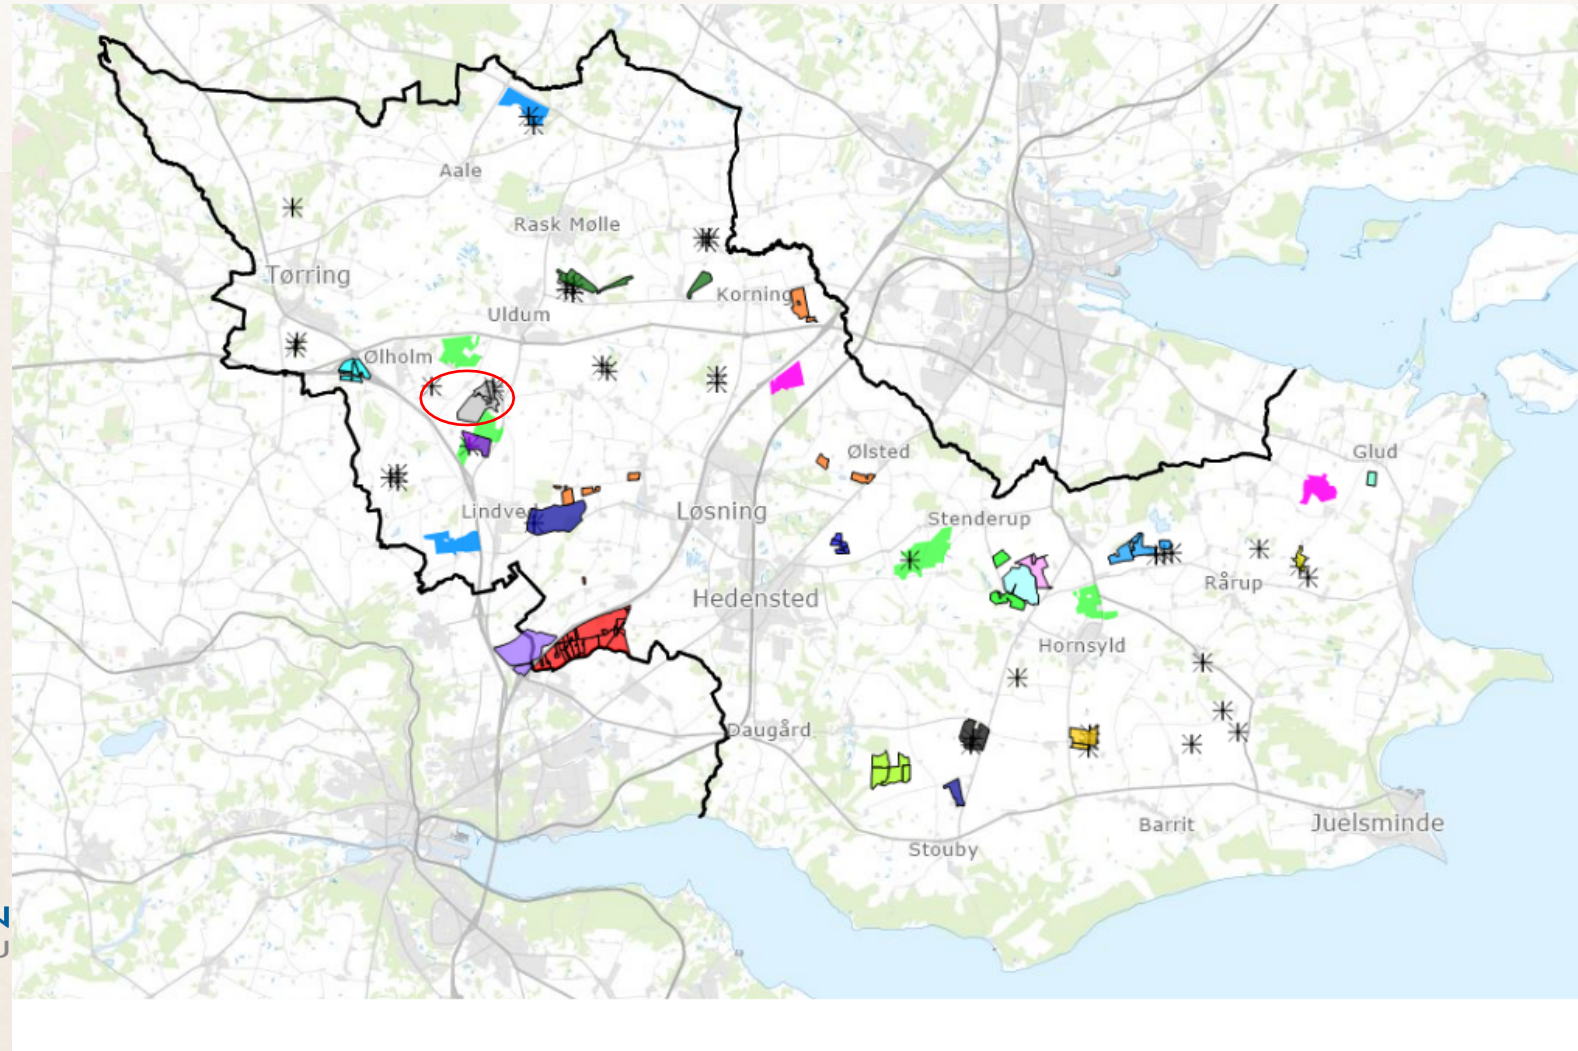 Aale
Rask Mølle
Tørring
Korning
Uldum
Ølholm
Ølsted
Glud
Lindved
Løsning
Stenderup
Rårup
Hedensted
Hornsyld
Daugård
Barrit
Juelsminde
Stouby
N
U